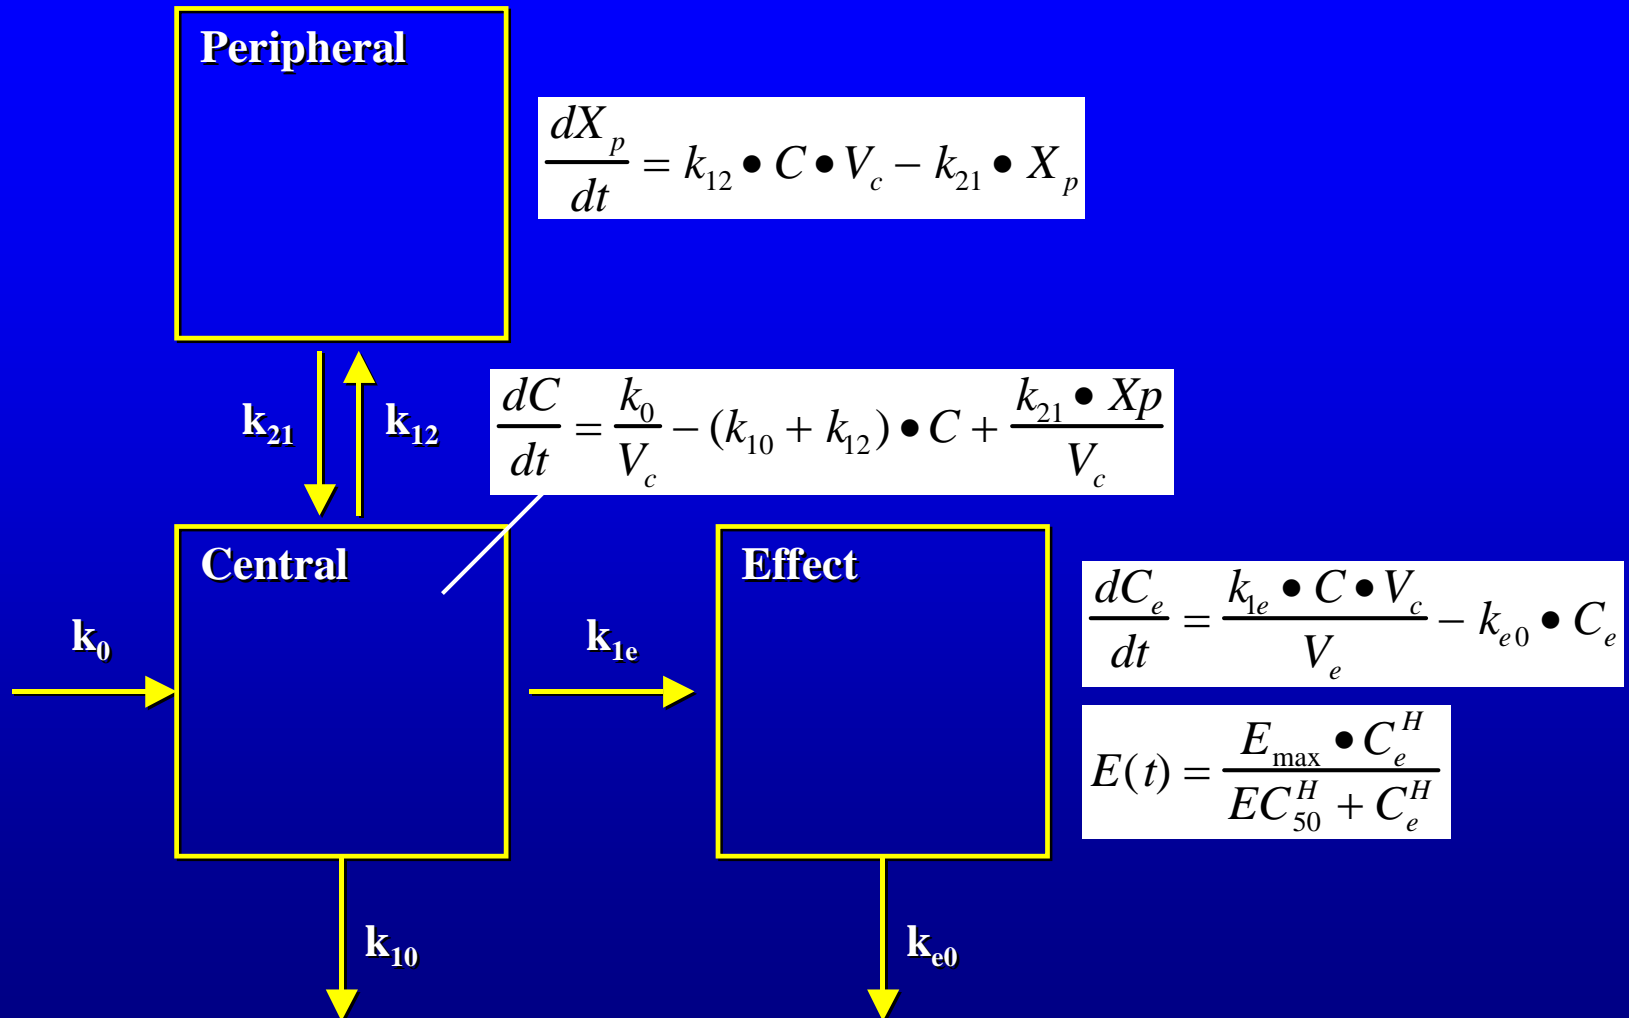 Peripheral
dX_p/dt = k_12 • C • V_c − k_21 • X_p
k_21
k_12
dC/dt = k_0/V_c − (k_10 + k_12) • C + k_21 • Xp/V_c
Central
Effect
k_0
k_1e
dC_e/dt = k_1e • C • V_c/V_e − k_e0 • C_e
E(t) = E_max • C_e^H/EC_50^H + C_e^H
k_10
k_e0